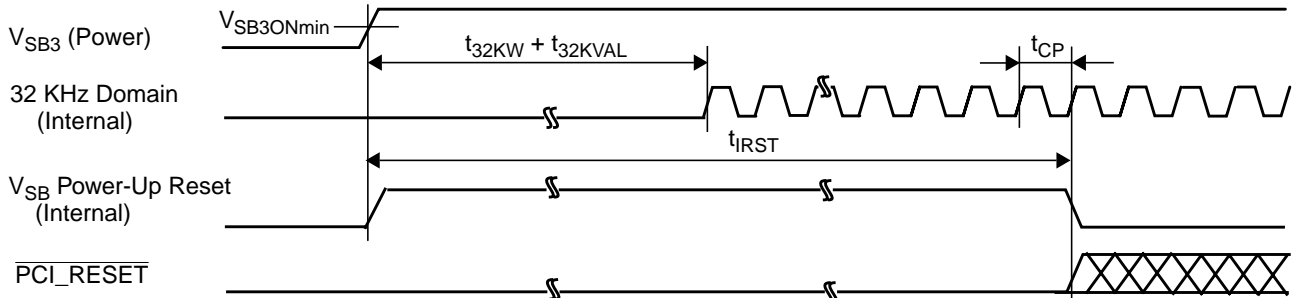 V_SB3ONmin
V_SB3 (Power)
t_32KW + t_32KVAL
t_CP
32 KHz Domain
(Internal)
t_IRST
V_SB Power-Up Reset
(Internal)
PCI_RESET